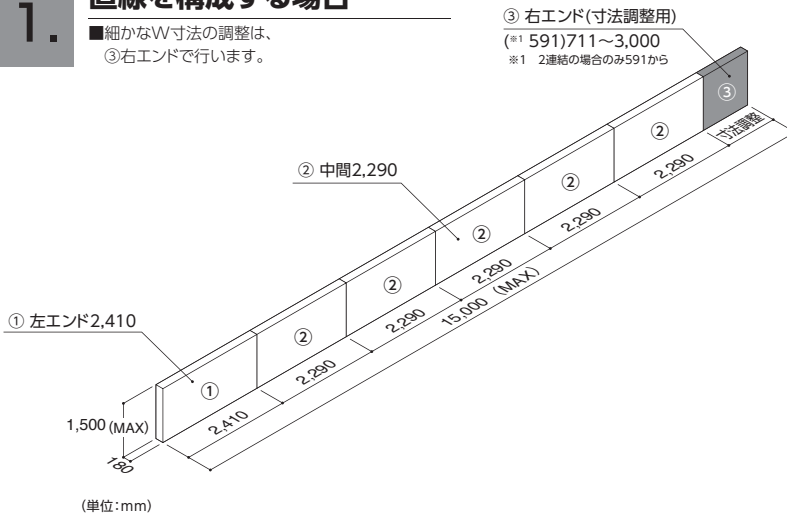 1.
直線を構成する場合
■細かなW寸法の調整は、
③右エンドで行います。
③ 右エンド(寸法調整用)
(※1 591)711～3,000
※1 2連結の場合のみ591から
③
寸法調整
②
2,290
② 中間2,290
②
2,290
②
2,290
15,000 (MAX)
②
2,290
① 左エンド2,410
②
2,290
①
2,410
1,500 (MAX)
180
(単位:mm)